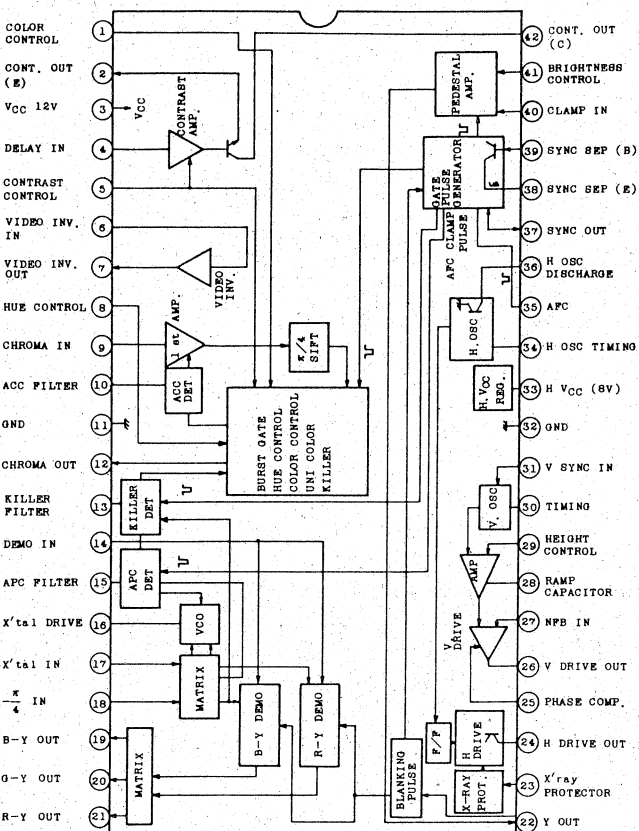 COLOR
CONTROL
1
CONT. OUT
(E)
2
VCC 12V
3
VCC
DELAY IN
4
CONTRAST
CONTROL
5
VIDEO INV.
IN
6
VIDEO INV.
OUT
7
HUE CONTROL
8
CHROMA IN
9
ACC FILTER
10
GND
11
CHROMA OUT
12
KILLER
FILTER
13
DEMO IN
14
APC FILTER
15
X'tal DRIVE
16
X'tal IN
17
-π/4 IN
18
B-Y OUT
19
G-Y OUT
20
R-Y OUT
21
CONTRAST
AMP.
VIDEO
INV.
1 st AMP.
ACC
DET
π/4
SIFT
BURST GATE
HUE CONTROL
COLOR CONTROL
UNI COLOR
KILLER
KILLER
DET
APC
DET
VCO
MATRIX
MATRIX
B-Y DEMO
R-Y DEMO
BLANKING
PULSE
PEDESTAL
AMP.
GATE
PULSE
GENERATOR
AFC CLAMP
PULSE
H. OSC
H. VCC
REG.
V. OSC
AMP
V
DRIVE
F/F
H
DRIVE
X-RAY
PROT.
42
CONT. OUT
(C)
41
BRIGHTNESS
CONTROL
40
CLAMP IN
39
SYNC SEP (B)
38
SYNC SEP (E)
37
SYNC OUT
36
H OSC
DISCHARGE
35
AFC
34
H OSC TIMING
33
H VCC (8V)
32
GND
31
V SYNC IN
30
TIMING
29
HEIGHT
CONTROL
28
RAMP
CAPACITOR
27
NFB IN
26
V DRIVE OUT
25
PHASE COMP.
24
H DRIVE OUT
23
X'ray
PROTECTOR
22
Y OUT